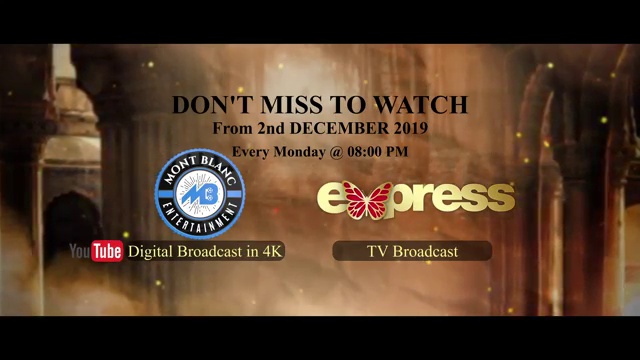 DON'T MISS TO WATCH
From 2nd DECEMBER 2019
Every Monday @ 08:00 PM
MONT BLANC
MB
ENTERTAINMENT
express
YouTube Digital Broadcast in 4K
TV Broadcast